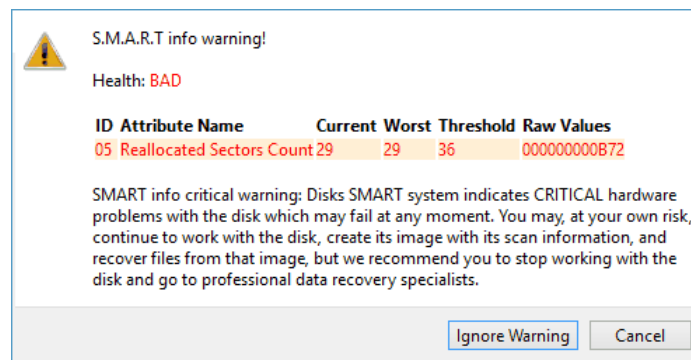 S.M.A.R.T info warning!
Health: BAD
ID Attribute Name Current Worst Threshold Raw Values
05 Reallocated Sectors Count 29 29 36 000000000B72
SMART info critical warning: Disks SMART system indicates CRITICAL hardware
problems with the disk which may fail at any moment. You may, at your own risk,
continue to work with the disk, create its image with its scan information, and
recover files from that image, but we recommend you to stop working with the
disk and go to professional data recovery specialists.
Ignore Warning Cancel